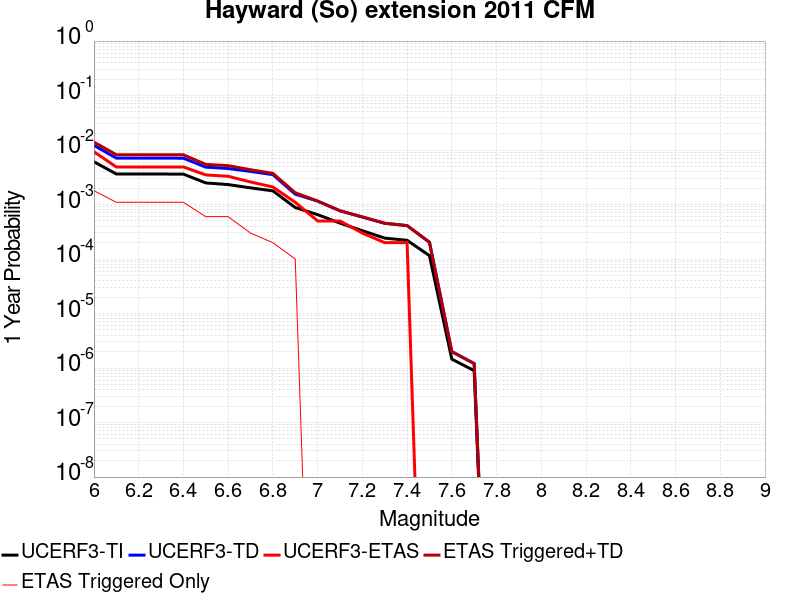 Hayward (So) extension 2011 CFM
10^0
10^-1
10^-2
10^-3
10^-4
10^-5
10^-6
10^-7
10^-8
1 Year Probability
6 6.2 6.4 6.6 6.8 7 7.2 7.4 7.6 7.8 8 8.2 8.4 8.6 8.8 9
Magnitude
UCERF3-TI UCERF3-TD UCERF3-ETAS ETAS Triggered+TD
ETAS Triggered Only